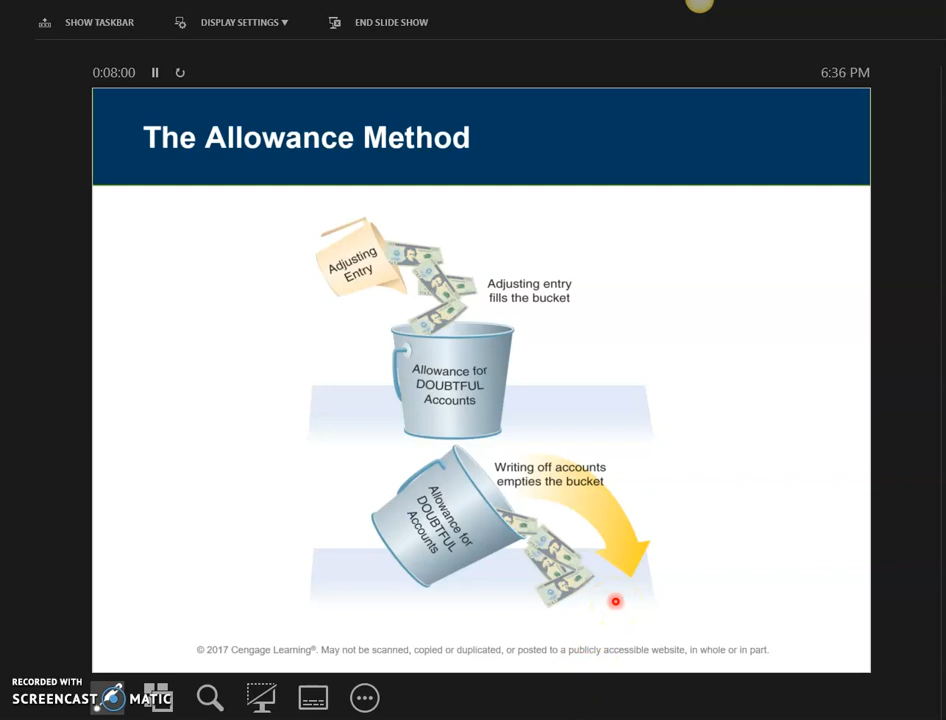 SHOW TASKBAR
DISPLAY SETTINGS ▼
END SLIDE SHOW
0:08:00
6:36 PM
The Allowance Method
Adjusting
Entry
Adjusting entry
fills the bucket
Allowance for
DOUBTFUL
Accounts
Writing off accounts
empties the bucket
Allowance for
DOUBTFUL
Accounts
© 2017 Cengage Learning®. May not be scanned, copied or duplicated, or posted to a publicly accessible website, in whole or in part.
RECORDED WITH
SCREENCAST MATIC